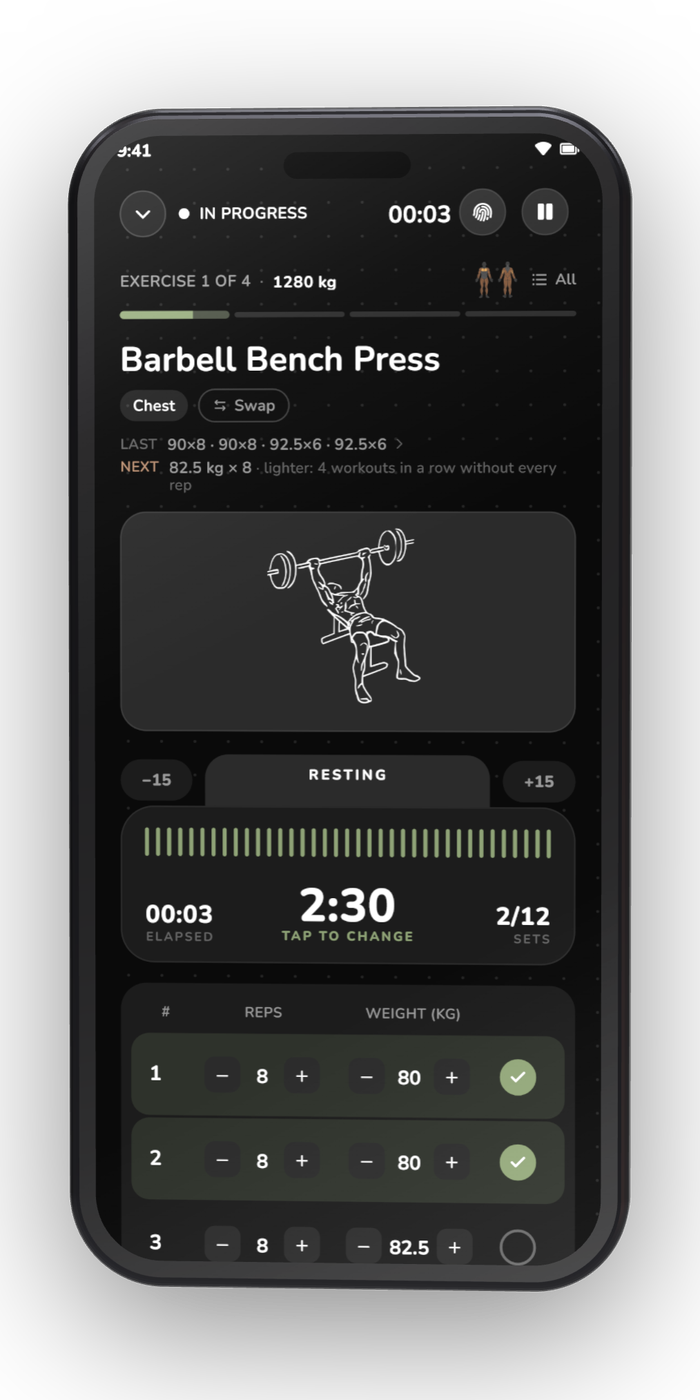 9:41
IN PROGRESS 00:03
EXERCISE 1 OF 4 · 1280 kg All
Barbell Bench Press
Chest Swap
LAST 90×8 · 90×8 · 92.5×6 · 92.5×6
NEXT 82.5 kg × 8 · lighter: 4 workouts in a row without every
rep
−15 RESTING +15
00:03 2:30 2/12
ELAPSED TAP TO CHANGE SETS
# REPS WEIGHT (KG)
1 − 8 + − 80 +
2 − 8 + − 80 +
3 − 8 + − 82.5 +